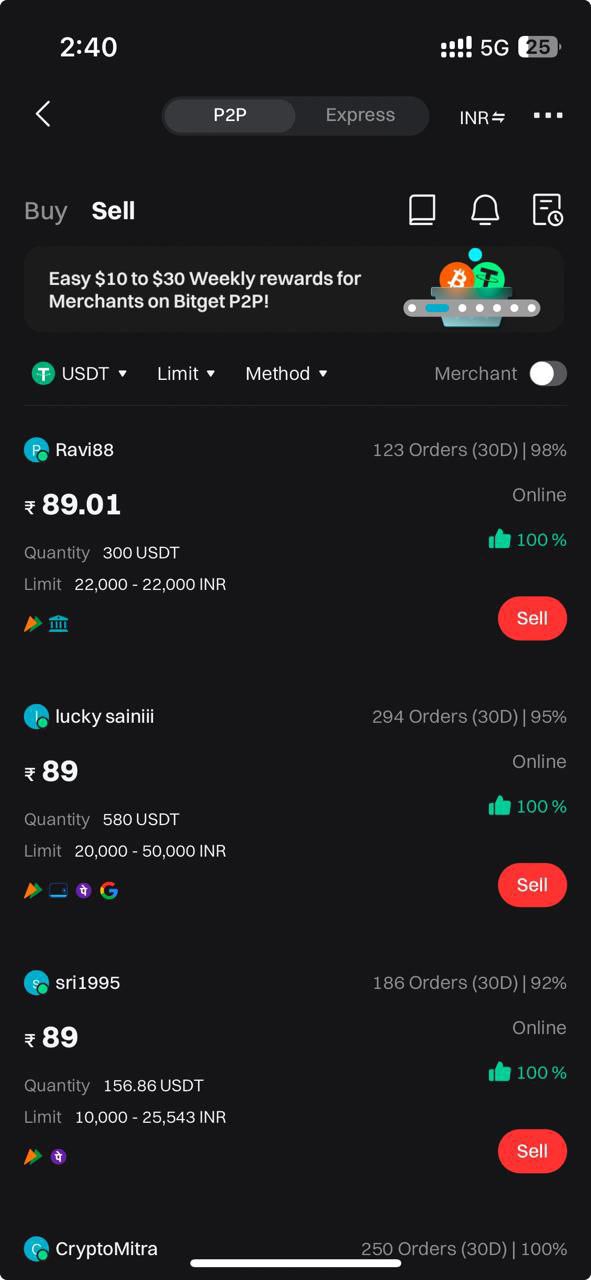 2:40
5G 25
P2P Express INR
Buy Sell
Easy $10 to $30 Weekly rewards for
Merchants on Bitget P2P!
USDT Limit Method Merchant
P Ravi88 123 Orders (30D) | 98%
₹ 89.01 Online
Quantity 300 USDT 100 %
Limit 22,000 - 22,000 INR
Sell
l lucky sainiii 294 Orders (30D) | 95%
₹ 89 Online
Quantity 580 USDT 100 %
Limit 20,000 - 50,000 INR
पे G Sell
s sri1995 186 Orders (30D) | 92%
₹ 89 Online
Quantity 156.86 USDT 100 %
Limit 10,000 - 25,543 INR
पे Sell
C CryptoMitra 250 Orders (30D) | 100%